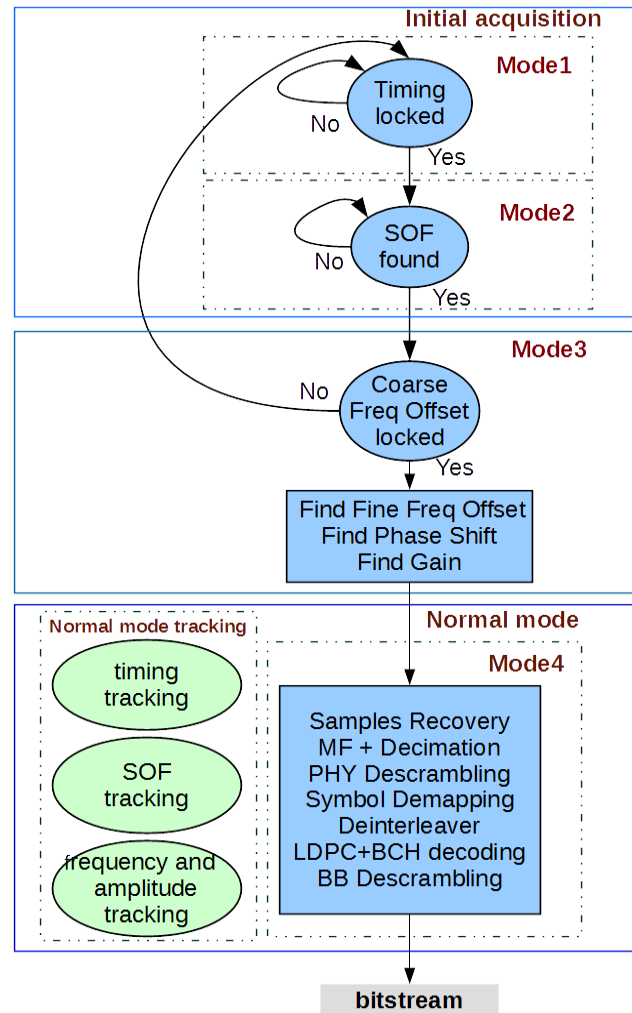 Initial acquisition
Mode1
Timing
locked
No
Yes
Mode2
SOF
found
No
Yes
Mode3
Coarse
Freq Offset
locked
No
Yes
Find Fine Freq Offset
Find Phase Shift
Find Gain
Normal mode
Normal mode tracking
timing
tracking
SOF
tracking
frequency and
amplitude
tracking
Mode4
Samples Recovery
MF + Decimation
PHY Descrambling
Symbol Demapping
Deinterleaver
LDPC+BCH decoding
BB Descrambling
bitstream